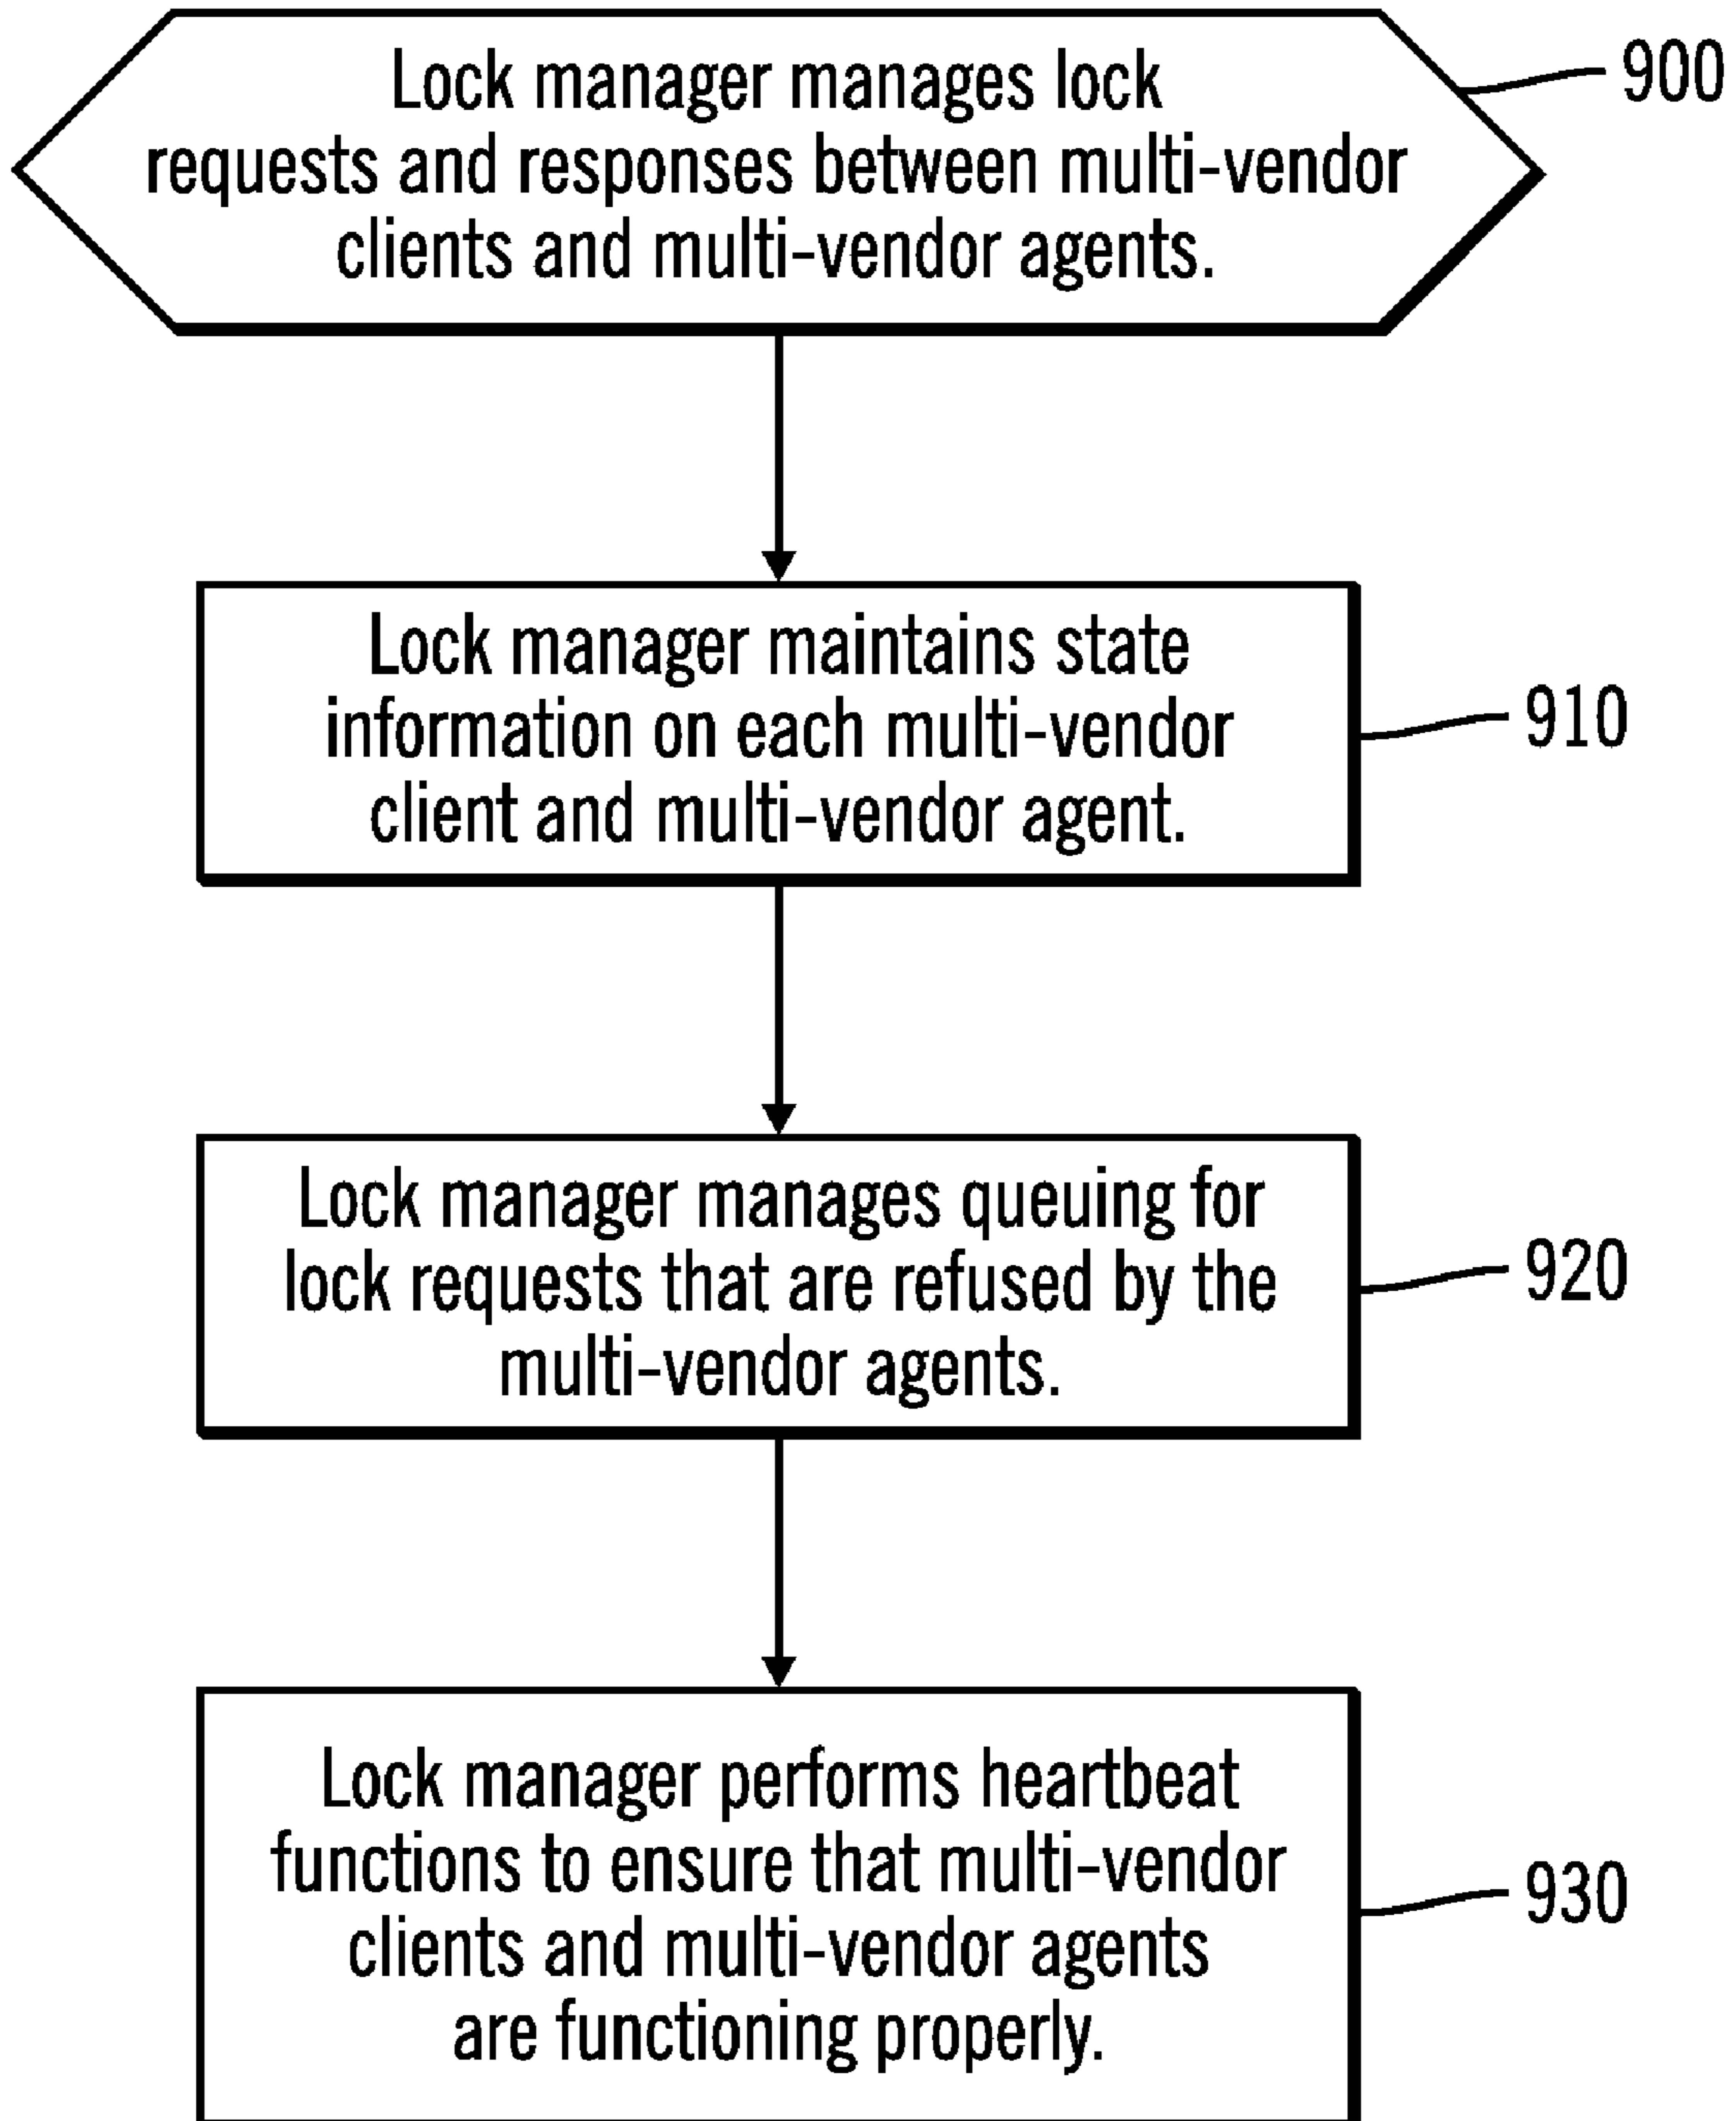 Lock manager manages lock
requests and responses between multi-vendor
clients and multi-vendor agents.
900
Lock manager maintains state
information on each multi-vendor
client and multi-vendor agent.
910
Lock manager manages queuing for
lock requests that are refused by the
multi-vendor agents.
920
Lock manager performs heartbeat
functions to ensure that multi-vendor
clients and multi-vendor agents
are functioning properly.
930